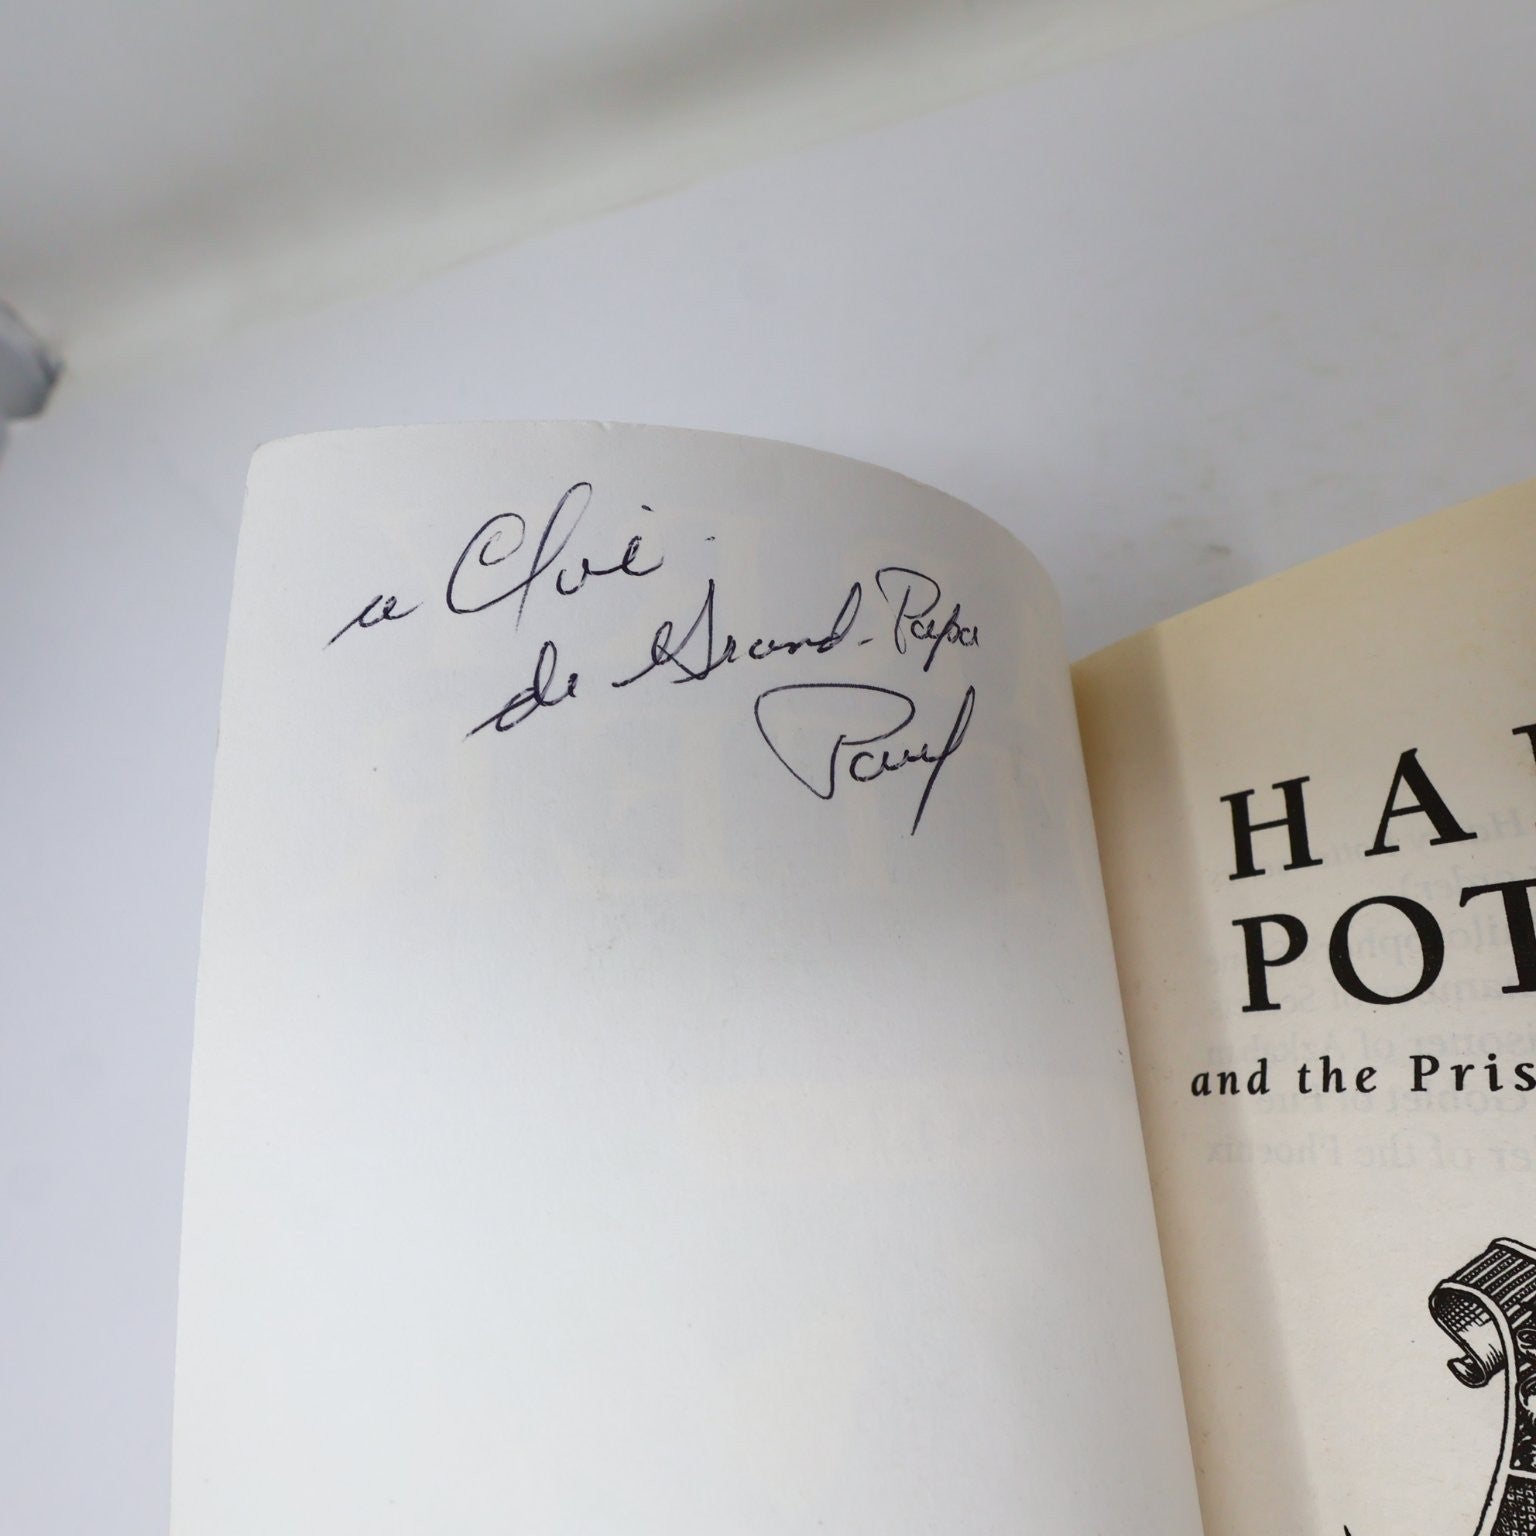 a Cloé
de Grand-Papa
Paul
HA
POT
and the Pris